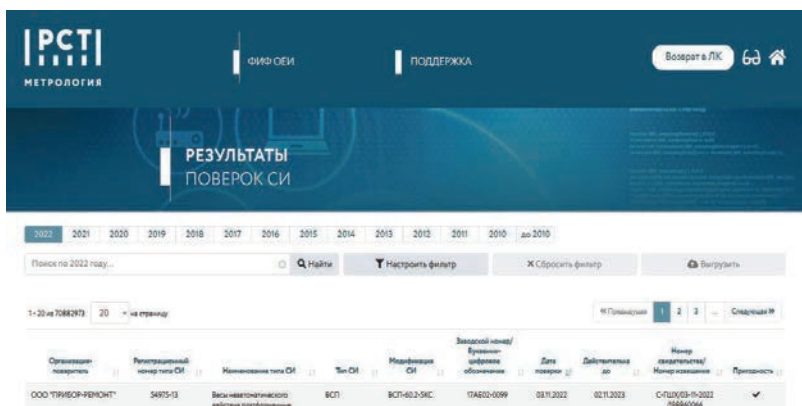 РСТ
МЕТРОЛОГИЯ
ФИФ ОЕИ
ПОДДЕРЖКА
Возврат в ЛК
РЕЗУЛЬТАТЫ
ПОВЕРОК СИ
2022 2021 2020 2019 2018 2017 2016 2015 2014 2013 2012 2011 2010 до 2010
Поиск по 2022 году... Найти Настроить фильтр Сбросить фильтр Выгрузить
1 - 20 из 70882973 20 на страницу Предыдущая 1 2 3 ... Следующая
Организация-поверитель
Регистрационный номер типа СИ
Наименование типа СИ
Тип СИ
Модификация СИ
Заводской номер/ Буквенно-цифровое обозначение
Дата поверки
Действительна до
Номер свидетельства/ Номер извещения
Пригодность
ООО "ПРИБОР-РЕМОНТ" 54975-13 Весы неавтоматического ВСП ВСП-60.2-5КС 17АЕ02-0099 03.11.2022 02.11.2023 С-ГШХ/03-11-2022
действия платформенные